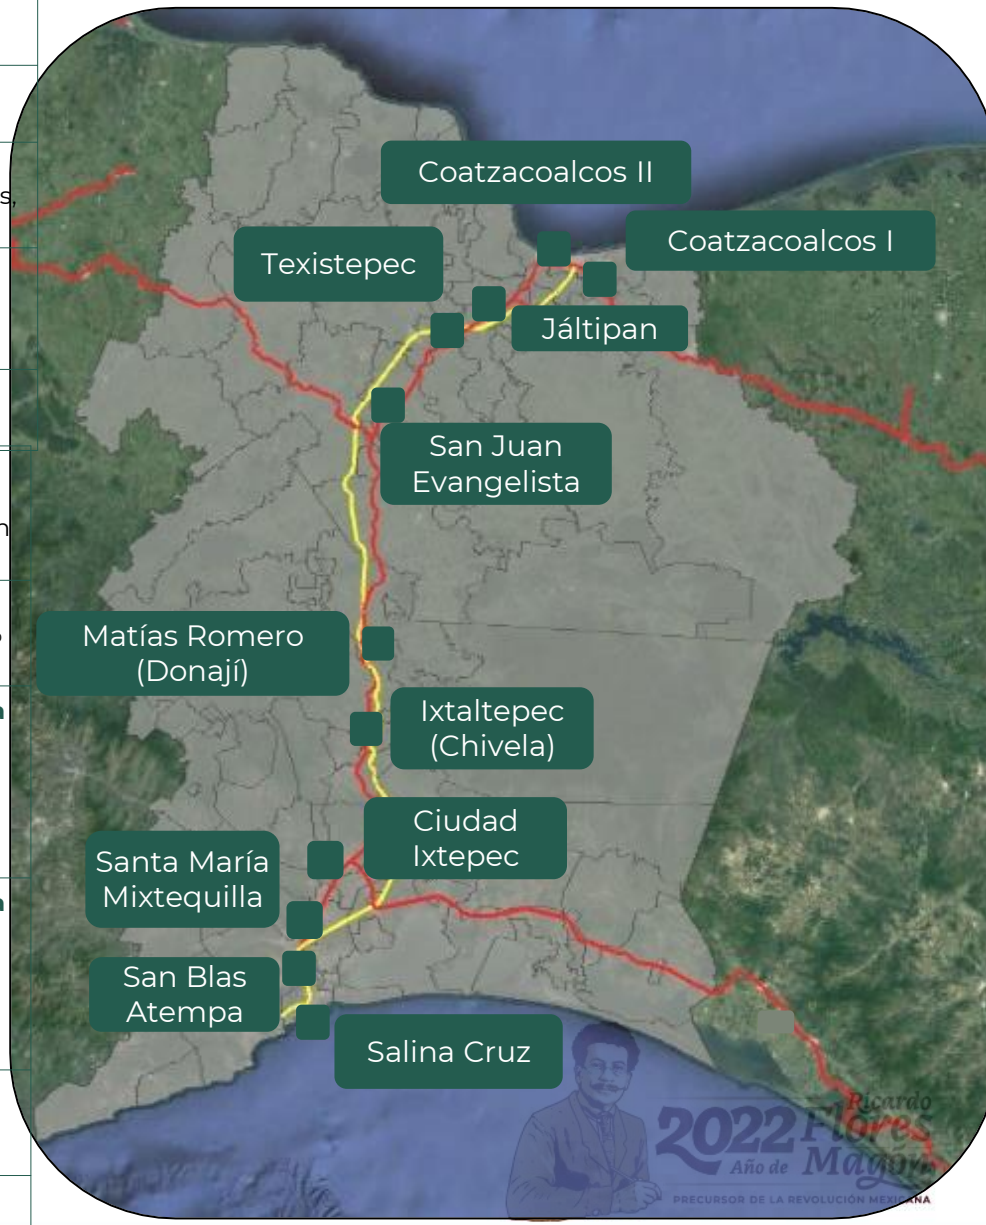 s,
Coatzacoalcos II
Coatzacoalcos I
Texistepec
Jáltipan
San Juan
Evangelista
n
Matías Romero
(Donají)
Ixtaltepec
(Chivela)
n
Ciudad
Ixtepec
Santa María
Mixtequilla
n
San Blas
Atempa
Salina Cruz
2022 Ricardo
Flores
Año de Magón
PRECURSOR DE LA REVOLUCIÓN MEXICANA